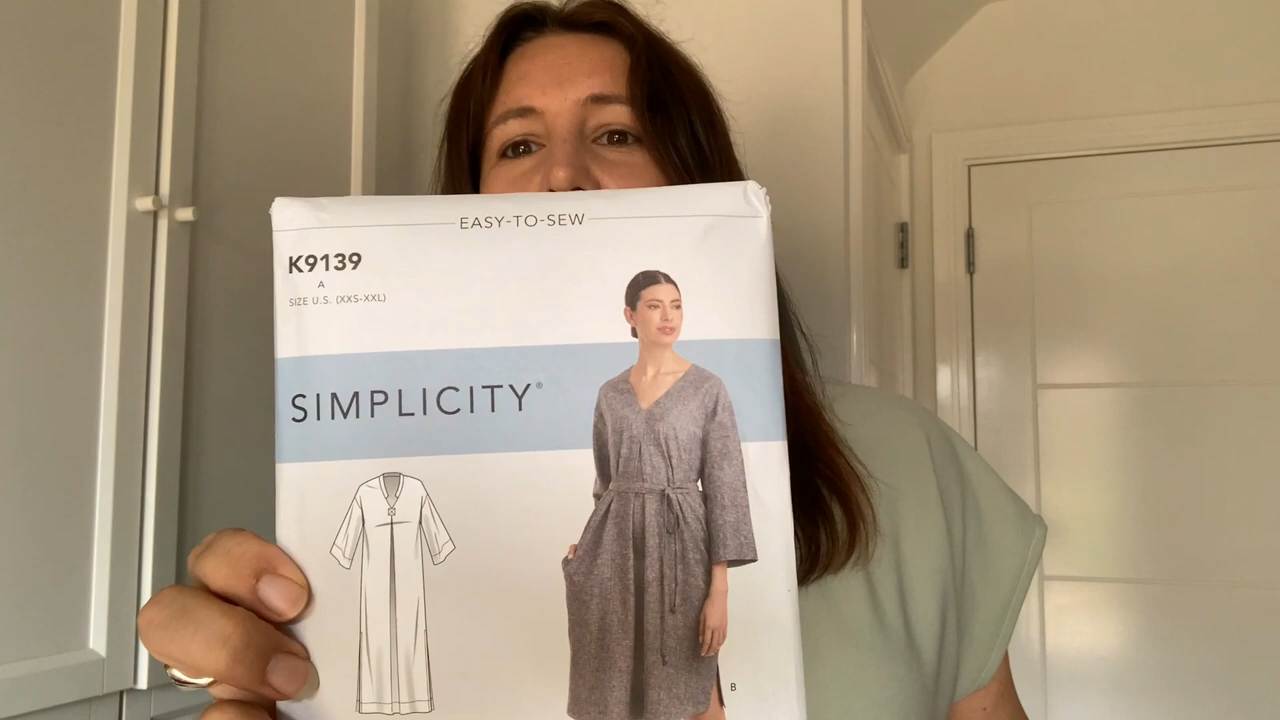 EASY-TO-SEW
K9139
A
SIZE U.S. (XXS-XXL)
SIMPLICITY®
B